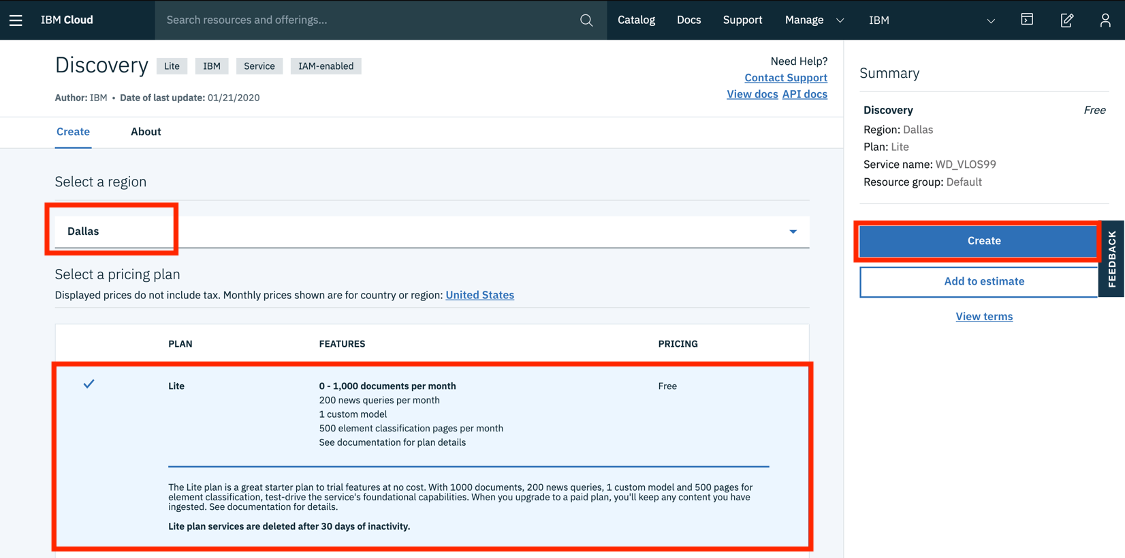 IBM Cloud
Search resources and offerings...
Catalog Docs Support Manage IBM
Discovery Lite IBM Service IAM-enabled
Author: IBM • Date of last update: 01/21/2020
Need Help?
Contact Support
View docs API docs
Create About
Select a region
Dallas
Select a pricing plan
Displayed prices do not include tax. Monthly prices shown are for country or region: United States
PLAN FEATURES PRICING
Lite 0 - 1,000 documents per month Free
200 news queries per month
1 custom model
500 element classification pages per month
See documentation for plan details
The Lite plan is a great starter plan to trial features at no cost. With 1000 documents, 200 news queries, 1 custom model and 500 pages for
element classification, test-drive the service's foundational capabilities. When you upgrade to a paid plan, you'll keep any content you have
ingested. See documentation for details.
Lite plan services are deleted after 30 days of inactivity.
Summary
Discovery Free
Region: Dallas
Plan: Lite
Service name: WD_VLOS99
Resource group: Default
Create
Add to estimate
View terms
FEEDBACK